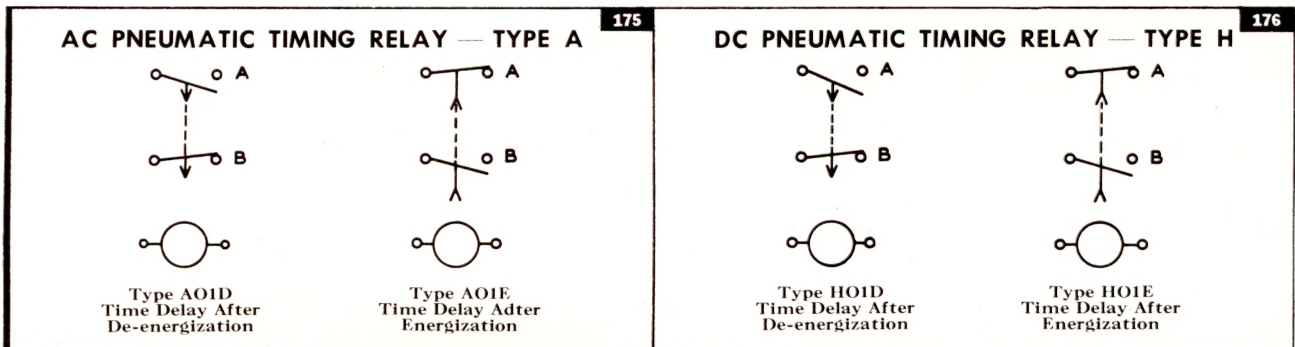 175
AC PNEUMATIC TIMING RELAY — TYPE A
A
A
B
B
Type AO1D
Time Delay After
De-energization
Type AO1E
Time Delay Adter
Energization
176
DC PNEUMATIC TIMING RELAY — TYPE H
A
A
B
B
Type HO1D
Time Delay After
De-energization
Type HO1E
Time Delay After
Energization